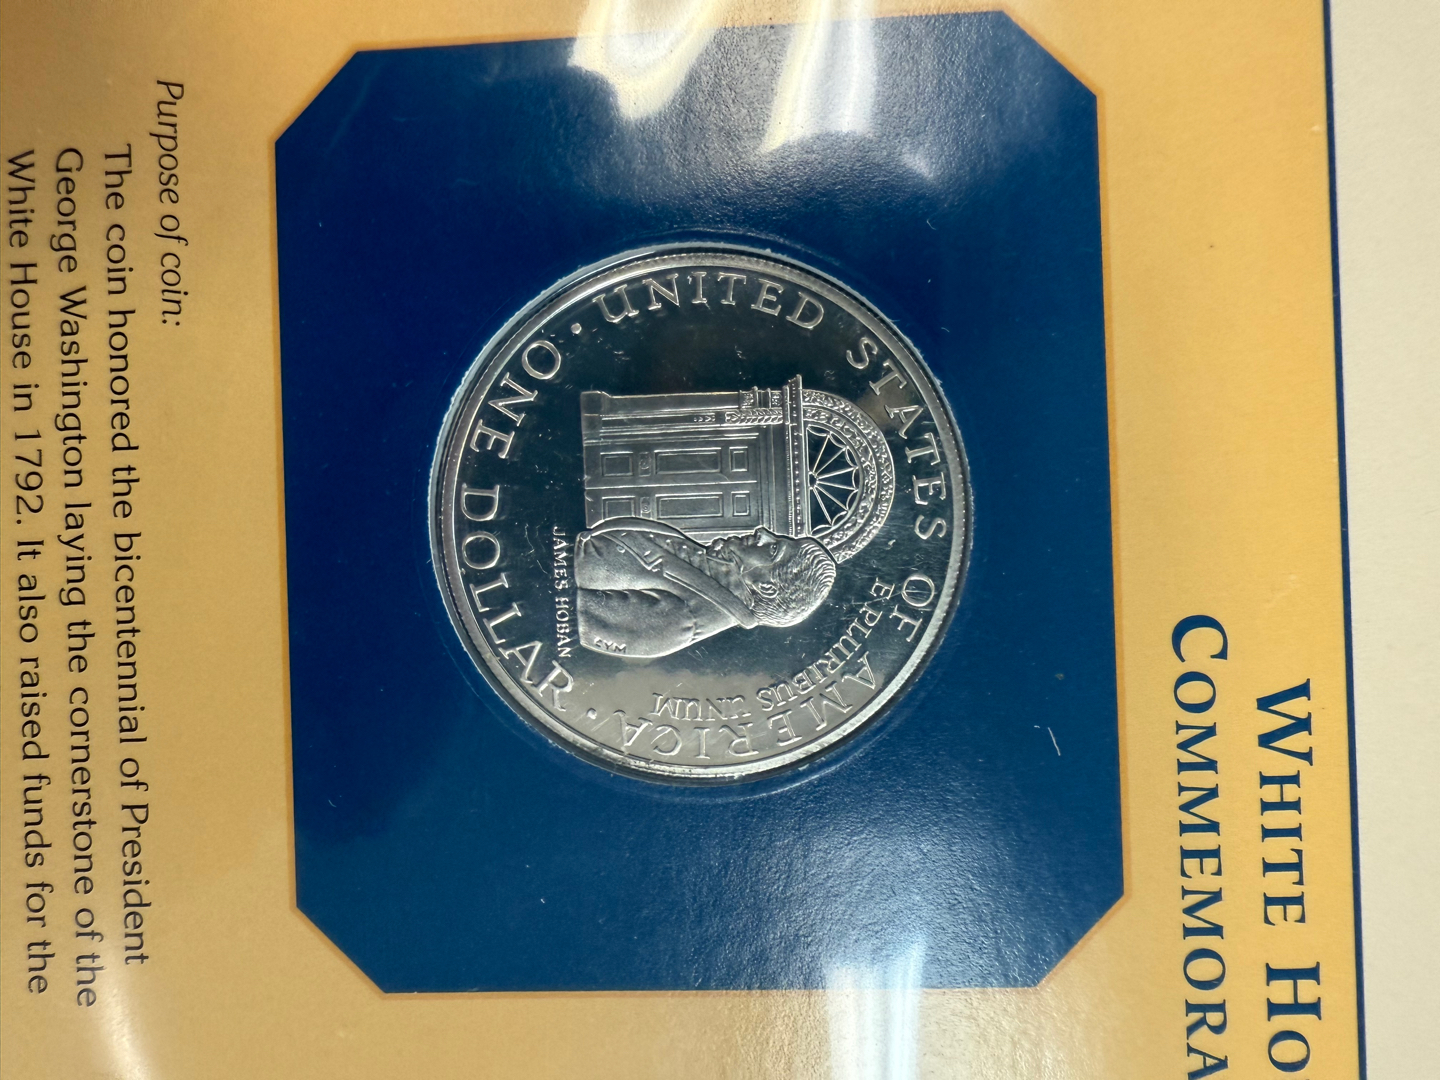 WHITE HO
COMMEMORA
· UNITED STATES OF AMERICA ·
E PLURIBUS UNUM
LYM
JAMES HOBAN
ONE DOLLAR
Purpose of coin:
The coin honored the bicentennial of President
George Washington laying the cornerstone of the
White House in 1792. It also raised funds for the